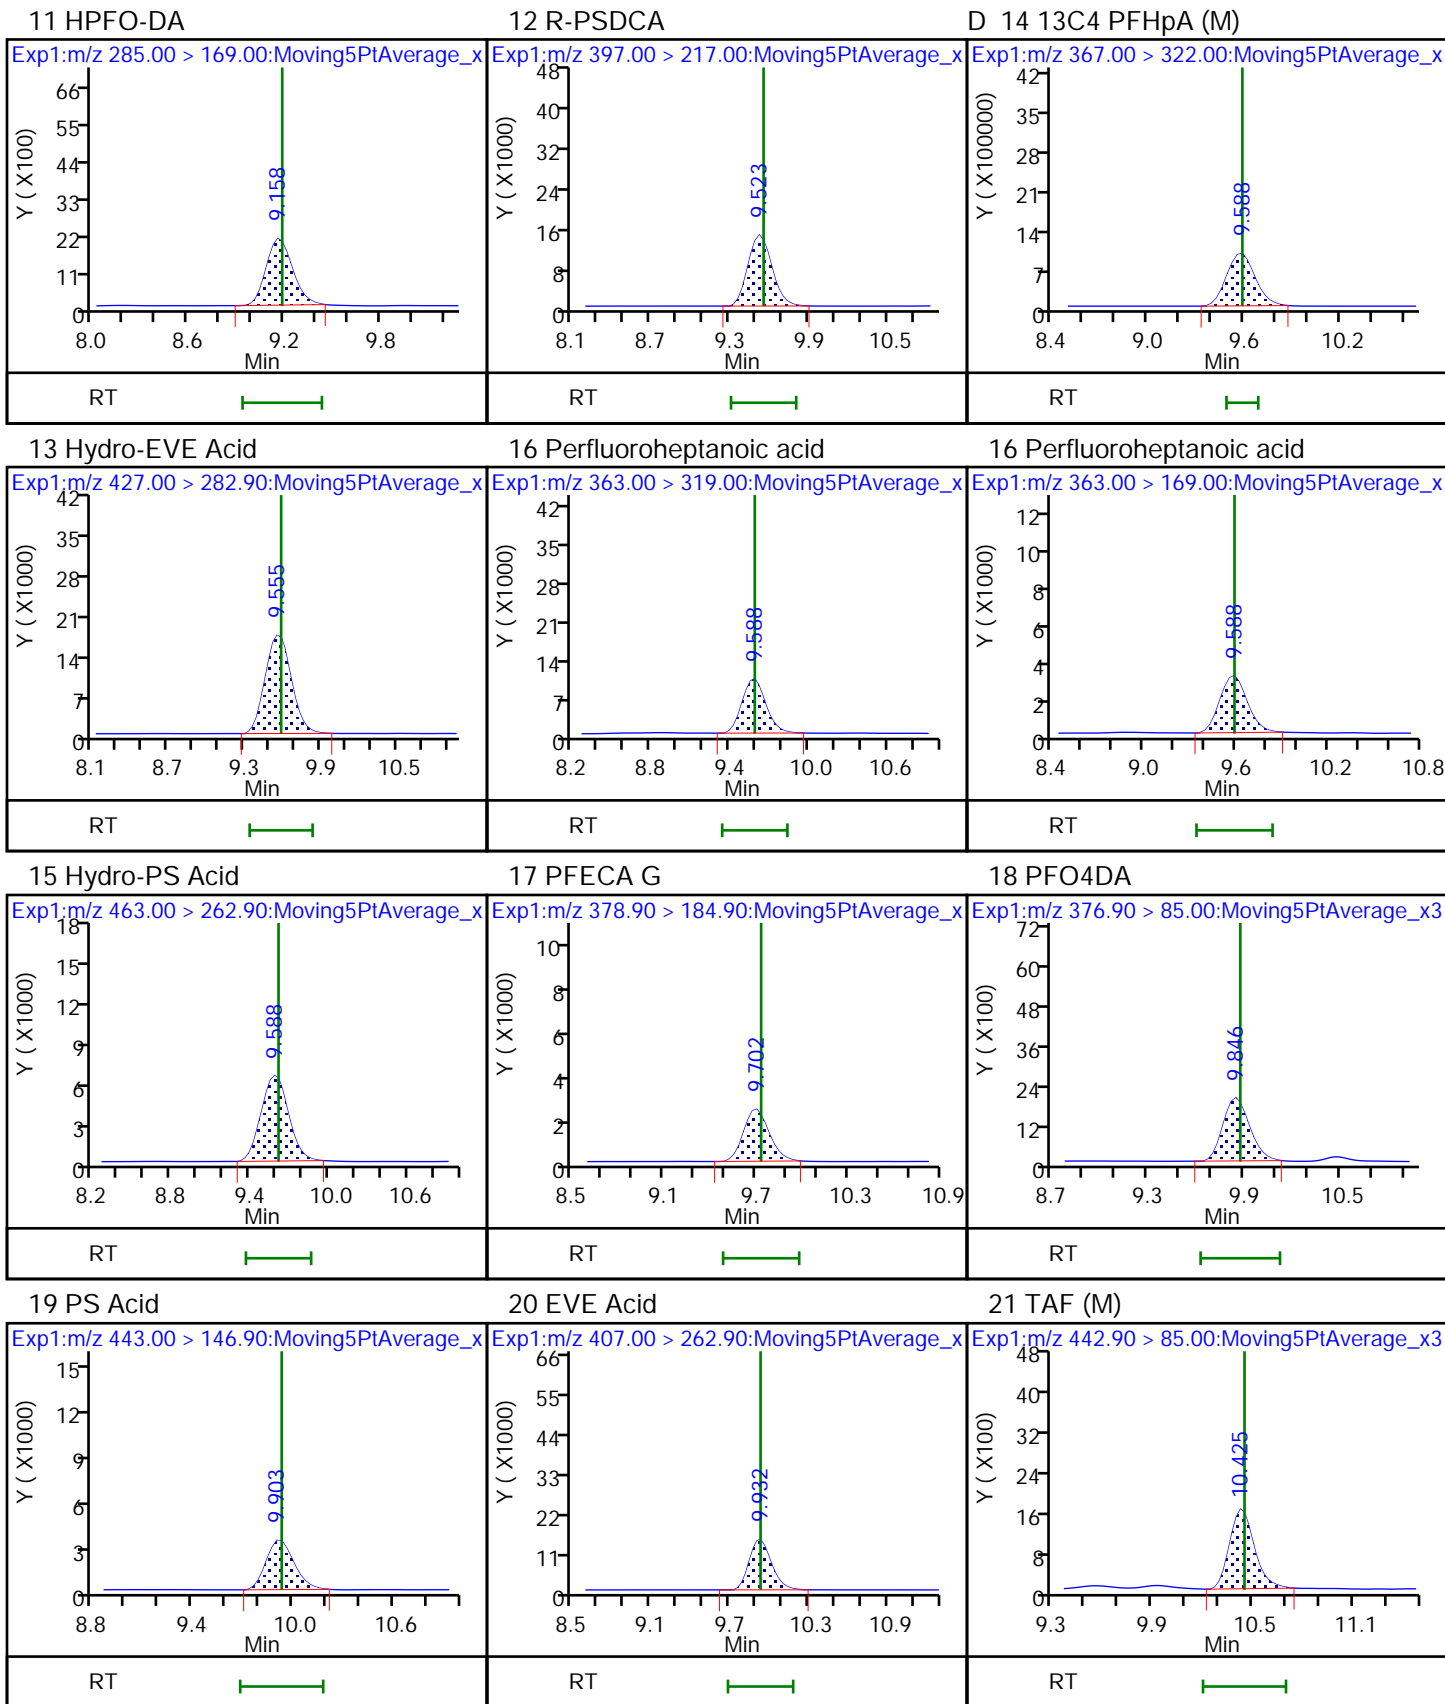 11 HPFO-DA
Exp1:m/z 285.00 > 169.00:Moving5PtAverage_x
Y ( X100)
66
55
44
33
22
11
0
9.158
8.0 8.6 9.2 9.8
Min
RT
12 R-PSDCA
Exp1:m/z 397.00 > 217.00:Moving5PtAverage_x
Y ( X1000)
48
40
32
24
16
8
0
9.523
8.1 8.7 9.3 9.9 10.5
Min
RT
D 14 13C4 PFHpA (M)
Exp1:m/z 367.00 > 322.00:Moving5PtAverage_x
Y ( X100000)
42
35
28
21
14
7
0
9.588
8.4 9.0 9.6 10.2
Min
RT
13 Hydro-EVE Acid
Exp1:m/z 427.00 > 282.90:Moving5PtAverage_x
Y ( X1000)
42
35
28
21
14
7
0
9.555
8.1 8.7 9.3 9.9 10.5
Min
RT
16 Perfluoroheptanoic acid
Exp1:m/z 363.00 > 319.00:Moving5PtAverage_x
Y ( X1000)
42
35
28
21
14
7
0
9.588
8.2 8.8 9.4 10.0 10.6
Min
RT
16 Perfluoroheptanoic acid
Exp1:m/z 363.00 > 169.00:Moving5PtAverage_x
Y ( X1000)
12
10
8
6
4
2
0
9.588
8.4 9.0 9.6 10.2 10.8
Min
RT
15 Hydro-PS Acid
Exp1:m/z 463.00 > 262.90:Moving5PtAverage_x
Y ( X1000)
18
15
12
9
6
3
0
9.588
8.2 8.8 9.4 10.0 10.6
Min
RT
17 PFECA G
Exp1:m/z 378.90 > 184.90:Moving5PtAverage_x
Y ( X1000)
10
8
6
4
2
0
9.702
8.5 9.1 9.7 10.3 10.9
Min
RT
18 PFO4DA
Exp1:m/z 376.90 > 85.00:Moving5PtAverage_x3
Y ( X100)
72
60
48
36
24
12
0
9.846
8.7 9.3 9.9 10.5
Min
RT
19 PS Acid
Exp1:m/z 443.00 > 146.90:Moving5PtAverage_x
Y ( X1000)
15
12
9
6
3
0
9.903
8.8 9.4 10.0 10.6
Min
RT
20 EVE Acid
Exp1:m/z 407.00 > 262.90:Moving5PtAverage_x
Y ( X1000)
66
55
44
33
22
11
0
9.932
8.5 9.1 9.7 10.3 10.9
Min
RT
21 TAF (M)
Exp1:m/z 442.90 > 85.00:Moving5PtAverage_x3
Y ( X100)
48
40
32
24
16
8
0
10.425
9.3 9.9 10.5 11.1
Min
RT